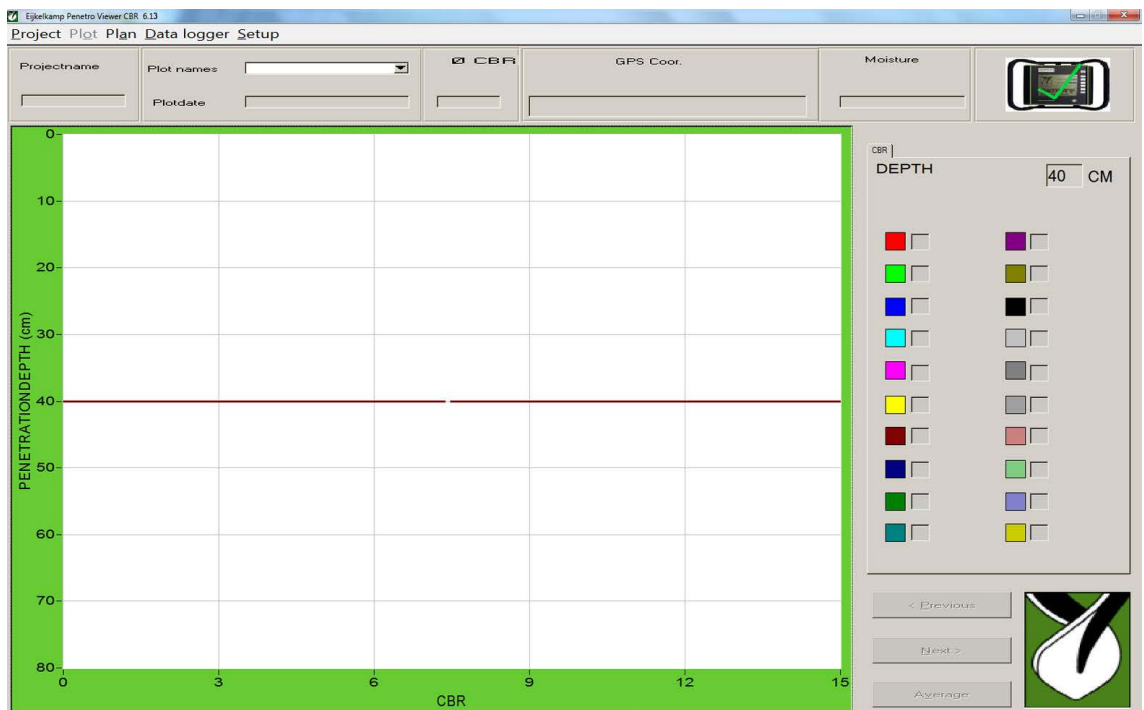 Eijkelkamp Penetro Viewer CBR 6.13
Project Plot Plan Data logger Setup
Projectname
Plot names
Plotdate
Ø CBR
GPS Coor.
Moisture
CBR
DEPTH
40 CM
0
10
20
30
40
50
60
70
80
PENETRATIONDEPTH (cm)
0 3 6 9 12 15
CBR
< Previous
Next >
Average